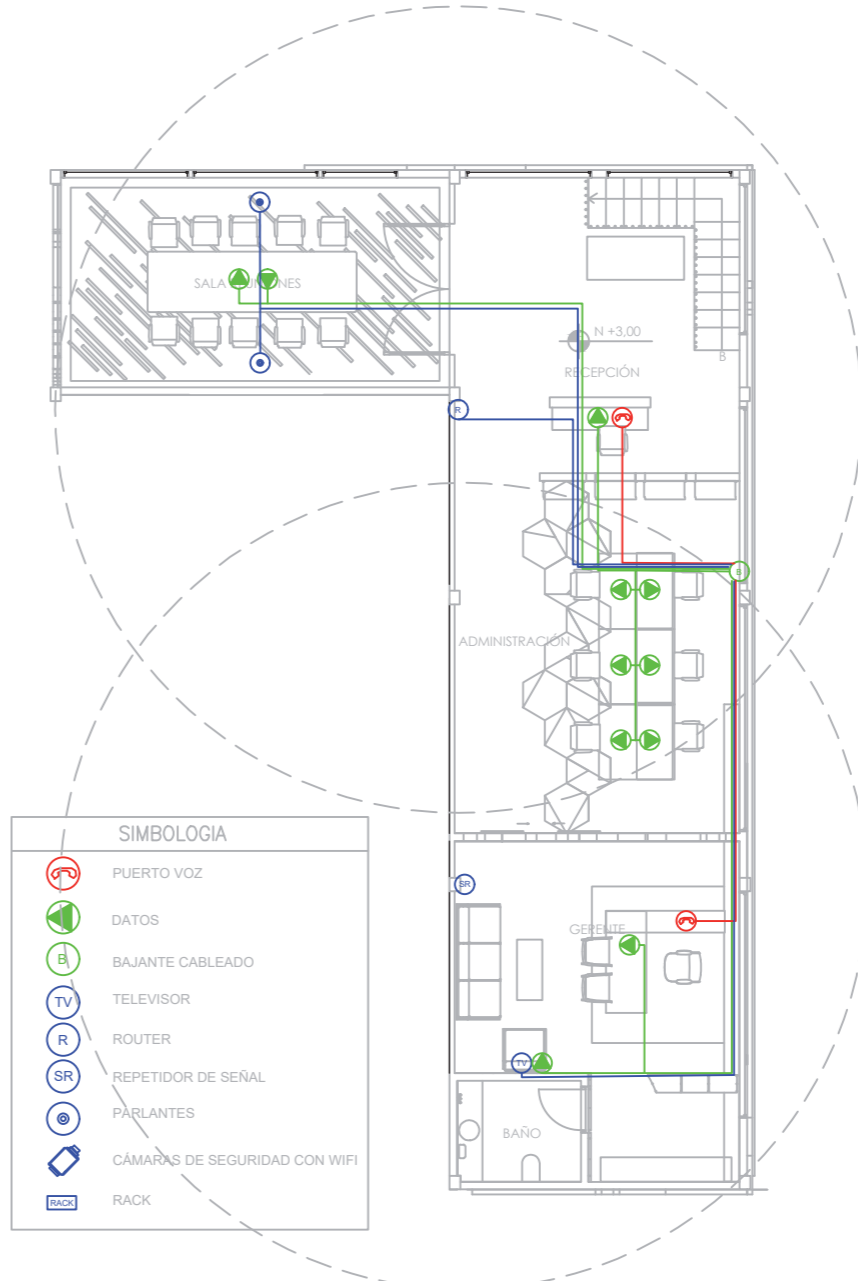 SALA
NES
N +3,00
RECEPCIÓN
B
R
B
ADMINISTRACIÓN
SR
GERENTE
TV
BAÑO
SIMBOLOGIA
PUERTO VOZ
DATOS
B BAJANTE CABLEADO
TV TELEVISOR
R ROUTER
SR REPETIDOR DE SEÑAL
PARLANTES
CÁMARAS DE SEGURIDAD CON WIFI
RACK RACK